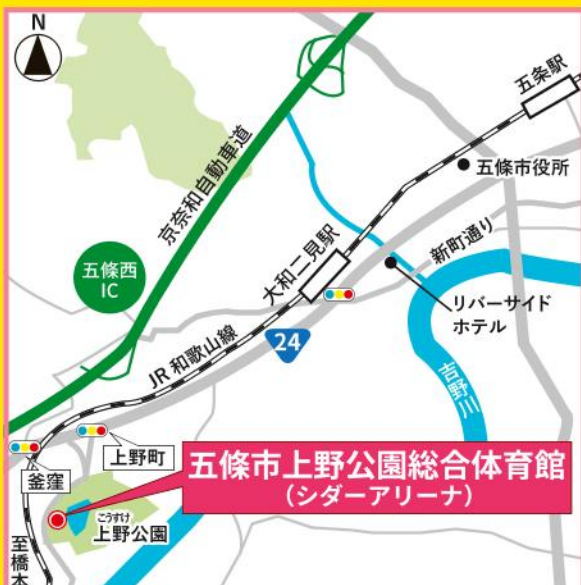 N
五条駅
京奈和自動車道
五條市役所
新町通り
大和二見駅
五條西
IC
リバーサイド
ホテル
24
JR 和歌山線
吉野川
上野町
釜窪
五條市上野公園総合体育館
(シダーアリーナ)
こうずけ
上野公園
至橋本